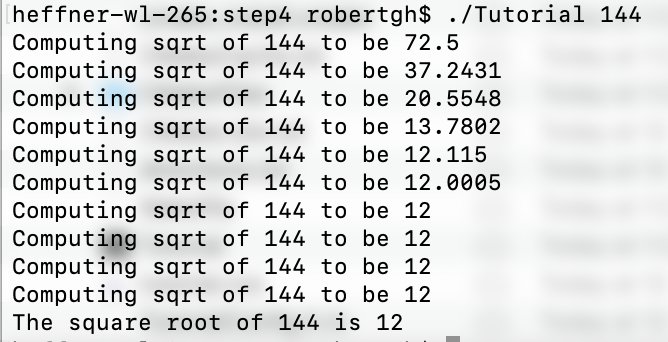 [heffner-wl-265:step4 robertgh$ ./Tutorial 144
Computing sqrt of 144 to be 72.5
Computing sqrt of 144 to be 37.2431
Computing sqrt of 144 to be 20.5548
Computing sqrt of 144 to be 13.7802
Computing sqrt of 144 to be 12.115
Computing sqrt of 144 to be 12.0005
Computing sqrt of 144 to be 12
Computing sqrt of 144 to be 12
Computing sqrt of 144 to be 12
Computing sqrt of 144 to be 12
The square root of 144 is 12